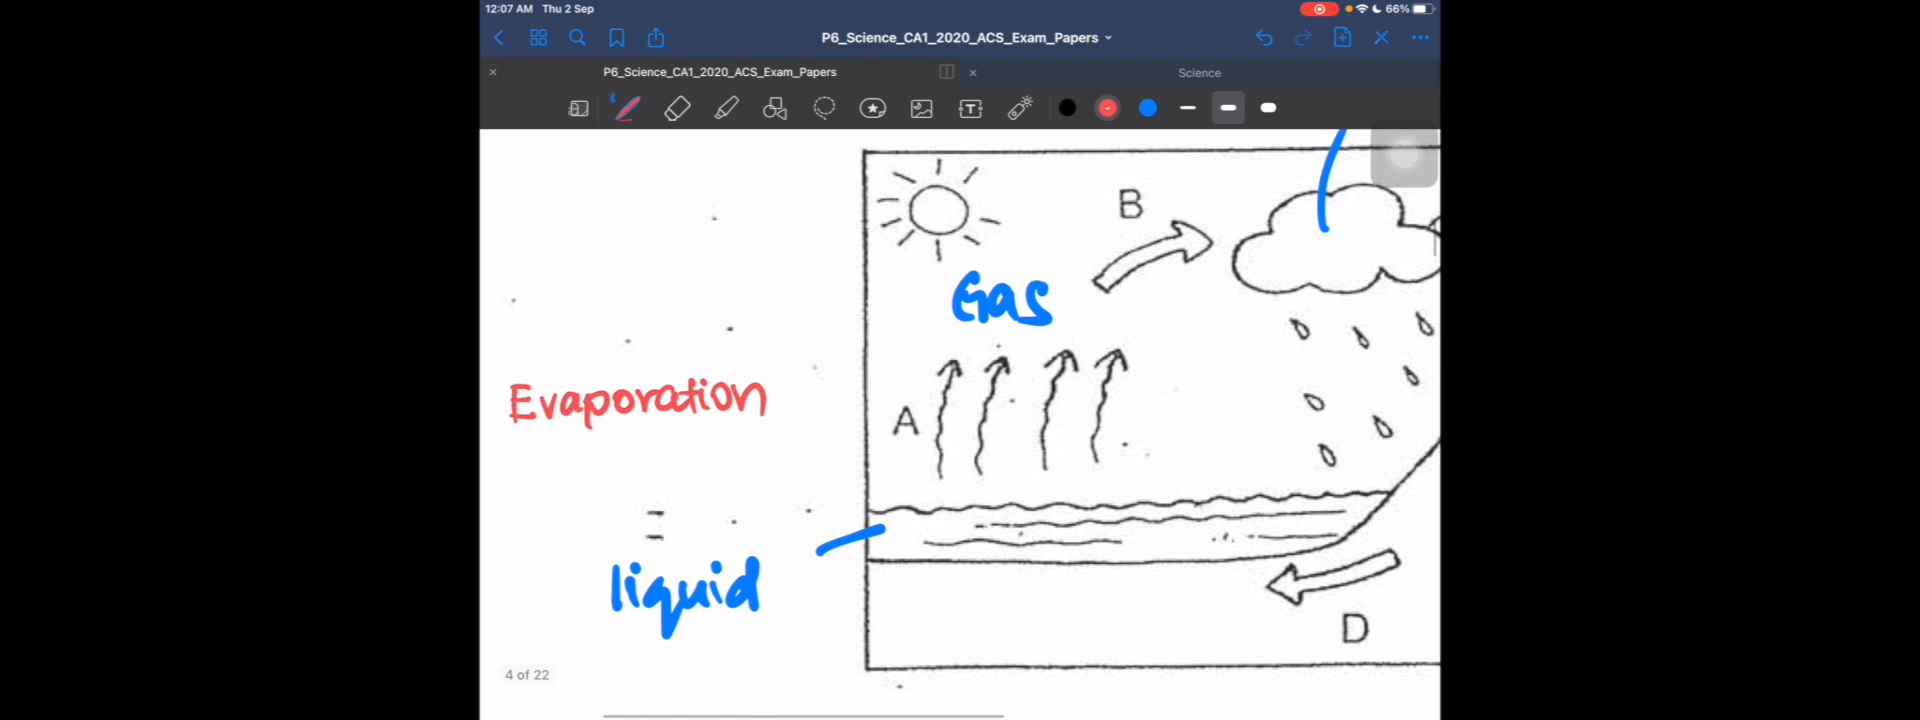 12:07 AM Thu 2 Sep
66%
P6_Science_CA1_2020_ACS_Exam_Papers
P6_Science_CA1_2020_ACS_Exam_Papers
Science
T
B
Gas
Evaporation
A
=
liquid
D
4 of 22